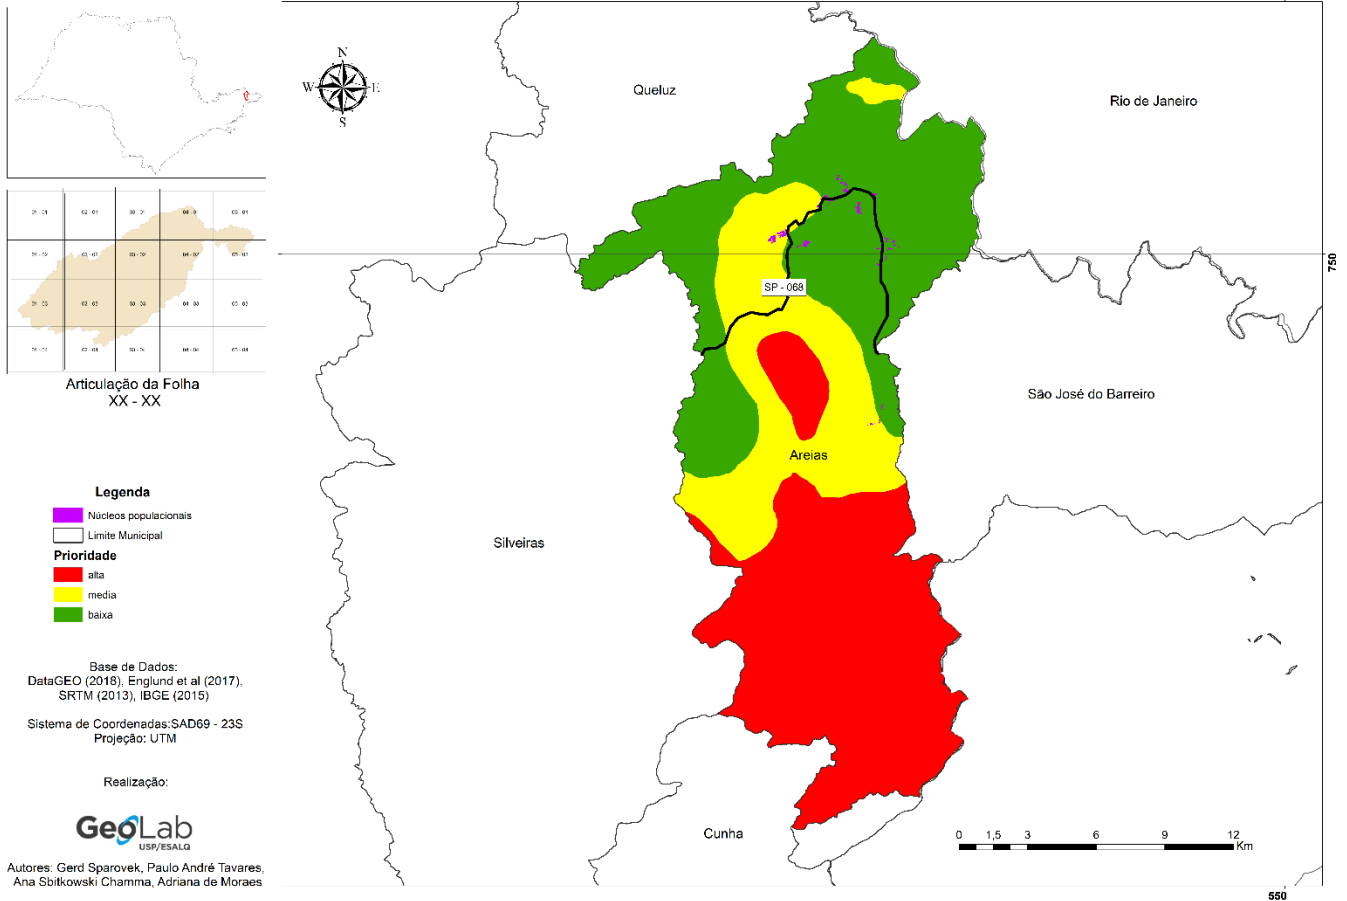 N
W
E
S
Queluz
Rio de Janeiro
750
SP - 068
São José do Barreiro
Areias
Silveiras
Cunha
Articulação da Folha
XX - XX
Legenda
Núcleos populacionais
Limite Municipal
Prioridade
alta
media
baixa
Base de Dados:
DataGEO (2018), Englund et al (2017),
SRTM (2013), IBGE (2015)
Sistema de Coordenadas:SAD69 - 23S
Projeção: UTM
Realização:
GeoLab
USP/ESALQ
Autores: Gerd Sparovek, Paulo André Tavares,
Ana Sbitkowski Chamma, Adriana de Moraes
0 1,5 3 6 9 12
Km
550